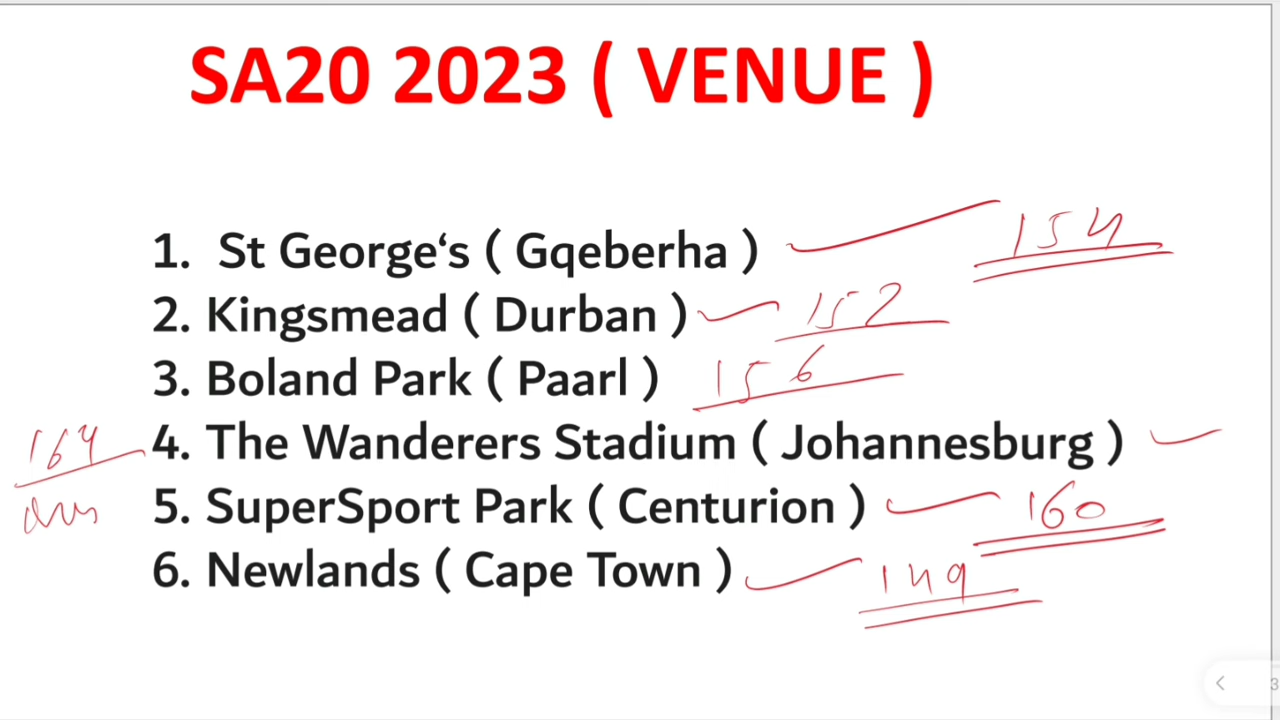 SA20 2023 ( VENUE )
1. St George‘s ( Gqeberha ) 154
2. Kingsmead ( Durban ) 152
3. Boland Park ( Paarl ) 156
164 4. The Wanderers Stadium ( Johannesburg )
5. SuperSport Park ( Centurion ) 160
6. Newlands ( Cape Town ) 149
3